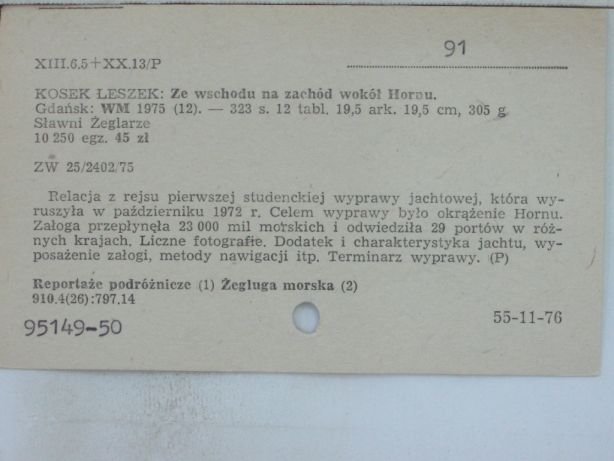 91
XIII.6.5+XX.13/P
KOSEK LESZEK: Ze wschodu na zachód wokół Hornu.
Gdańsk: WM 1975 (12). — 323 s. 12 tabl. 19,5 ark. 19,5 cm, 305 g
Sławni Żeglarze
10 250 egz. 45 zł
ZW 25/2402/75
Relacja z rejsu pierwszej studenckiej wyprawy jachtowej, która wy-
ruszyła w październiku 1972 r. Celem wyprawy było okrążenie Hornu.
Załoga przepłynęła 23 000 mil morskich i odwiedziła 29 portów w róż-
nych krajach. Liczne fotografie. Dodatek i charakterystyka jachtu, wy-
posażenie załogi, metody nawigacji itp. Terminarz wyprawy. (P)
Reportaże podróżnicze (1) Żegluga morska (2)
910.4(26):797.14
95149-50
55-11-76